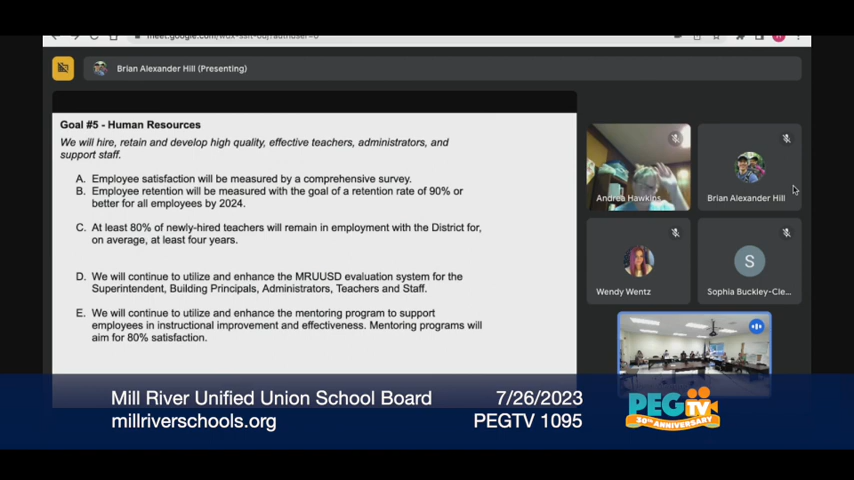 Brian Alexander Hill (Presenting)
Goal #5 - Human Resources
We will hire, retain and develop high quality, effective teachers, administrators, and
support staff.
A. Employee satisfaction will be measured by a comprehensive survey.
B. Employee retention will be measured with the goal of a retention rate of 90% or
better for all employees by 2024.
C. At least 80% of newly-hired teachers will remain in employment with the District for,
on average, at least four years.
D. We will continue to utilize and enhance the MRUUSD evaluation system for the
Superintendent, Building Principals, Administrators, Teachers and Staff.
E. We will continue to utilize and enhance the mentoring program to support
employees in instructional improvement and effectiveness. Mentoring programs will
aim for 80% satisfaction.
Andrea Hawkins
Brian Alexander Hill
Wendy Wentz
S
Sophia Buckley-Cle...
Mill River Unified Union School Board 7/26/2023
millriverschools.org PEGTV 1095
PEGTV
30TH ANNIVERSARY